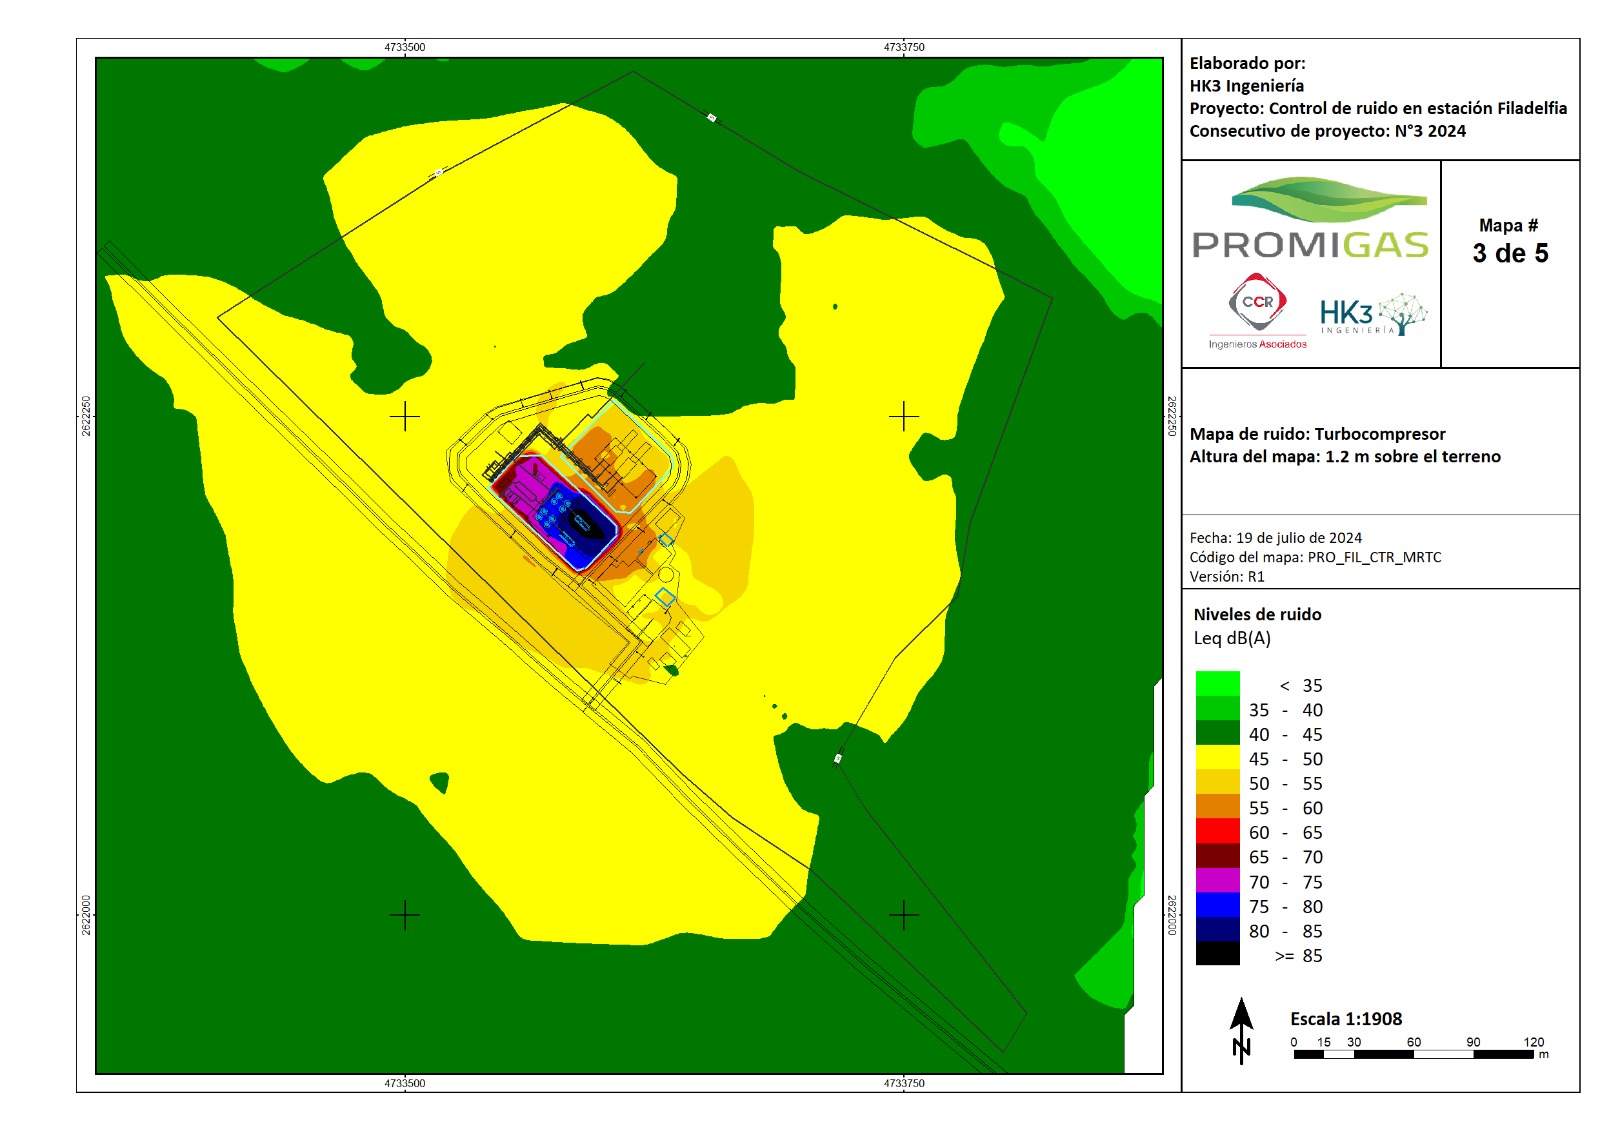 4733500
4733750
Elaborado por:
HK3 Ingeniería
Proyecto: Control de ruido en estación Filadelfia
Consecutivo de proyecto: N°3 2024
PROMIGAS
CCR
Ingenieros Asociados
HK3
INGENIERÍA
Mapa #
3 de 5
2622250
2622250
Mapa de ruido: Turbocompresor
Altura del mapa: 1.2 m sobre el terreno
Fecha: 19 de julio de 2024
Código del mapa: PRO_FIL_CTR_MRTC
Versión: R1
Niveles de ruido
Leq dB(A)
< 35
35 - 40
40 - 45
45 - 50
50 - 55
55 - 60
60 - 65
65 - 70
70 - 75
75 - 80
80 - 85
>= 85
2622000
2622000
N
Escala 1:1908
0 15 30 60 90 120
m
4733500
4733750